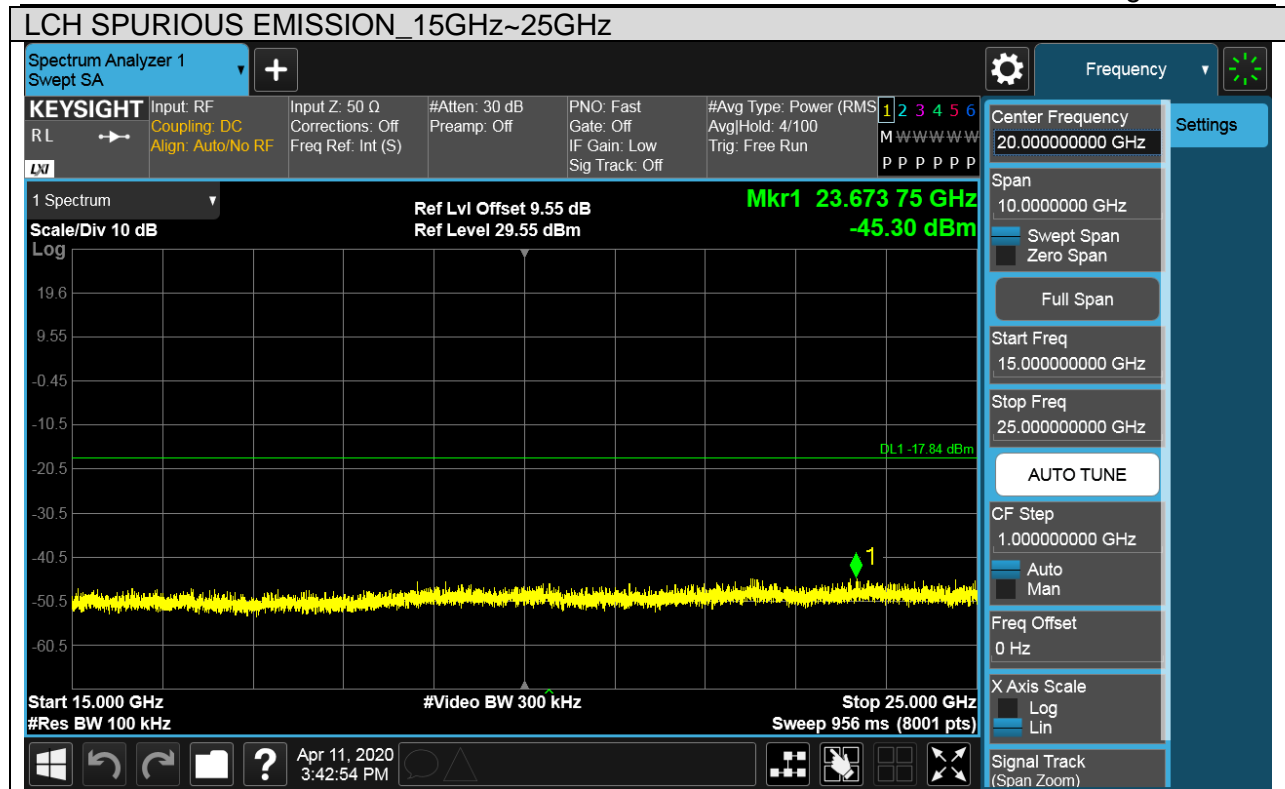 LCH SPURIOUS EMISSION_15GHz~25GHz
Spectrum Analyzer 1
Swept SA
+
Frequency
KEYSIGHT
RL
LXI
Input: RF
Coupling: DC
Align: Auto/No RF
Input Z: 50 Ω
Corrections: Off
Freq Ref: Int (S)
#Atten: 30 dB
Preamp: Off
PNO: Fast
Gate: Off
IF Gain: Low
Sig Track: Off
#Avg Type: Power (RMS
Avg|Hold: 4/100
Trig: Free Run
1 2 3 4 5 6
M W W W W W
P P P P P P
1 Spectrum
Scale/Div 10 dB
Ref Lvl Offset 9.55 dB
Ref Level 29.55 dBm
Mkr1 23.673 75 GHz
-45.30 dBm
Log
19.6
9.55
-0.45
-10.5
DL1 -17.84 dBm
-20.5
-30.5
-40.5
1
-50.5
-60.5
Start 15.000 GHz
#Res BW 100 kHz
#Video BW 300 kHz
Stop 25.000 GHz
Sweep 956 ms (8001 pts)
?
Apr 11, 2020
3:42:54 PM
Center Frequency
20.000000000 GHz
Settings
Span
10.0000000 GHz
Swept Span
Zero Span
Full Span
Start Freq
15.000000000 GHz
Stop Freq
25.000000000 GHz
AUTO TUNE
CF Step
1.000000000 GHz
Auto
Man
Freq Offset
0 Hz
X Axis Scale
Log
Lin
Signal Track
(Span Zoom)